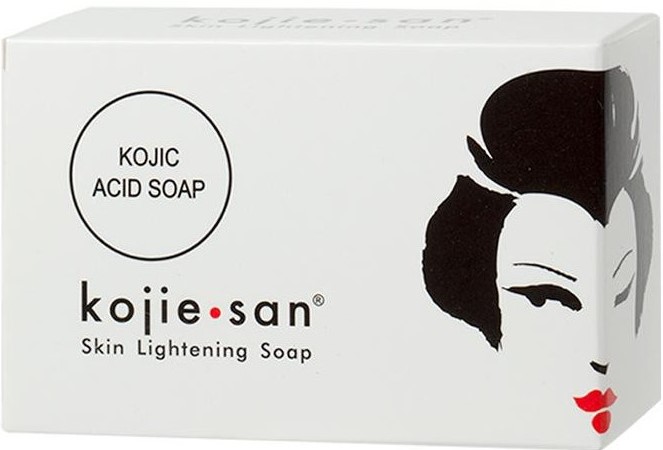 kojie•san
Skin Lightening Soap
KOJIC
ACID SOAP
kojie•san®
Skin Lightening Soap